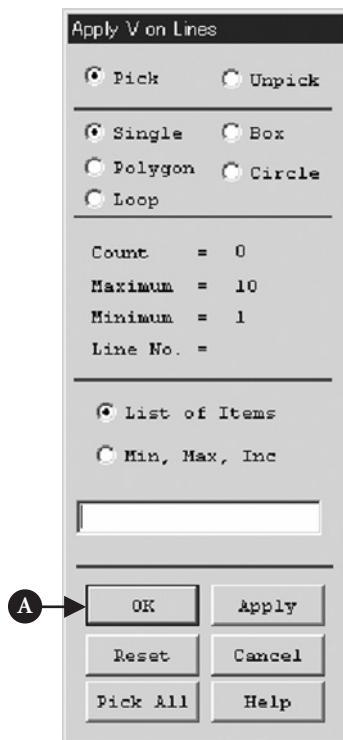 Apply V on Lines
Pick Unpick
Single Box
Polygon Circle
Loop
Count = 0
Maximum = 10
Minimum = 1
Line No. =
List of Items
Min, Max, Inc
A OK Apply
Reset Cancel
Pick All Help